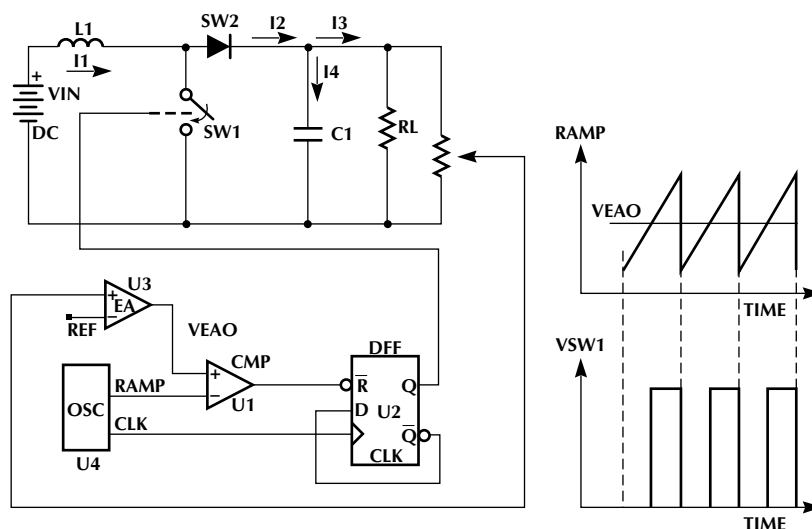 L1
SW2
I2
I3
I1
I4
+
VIN
DC
SW1
C1
RL
U3
+
EA
−
REF
VEAO
DFF
CMP
+
−
U1
RAMP
OSC
CLK
U4
R
Q
D
U2
Q
CLK
RAMP
VEAO
TIME
VSW1
TIME